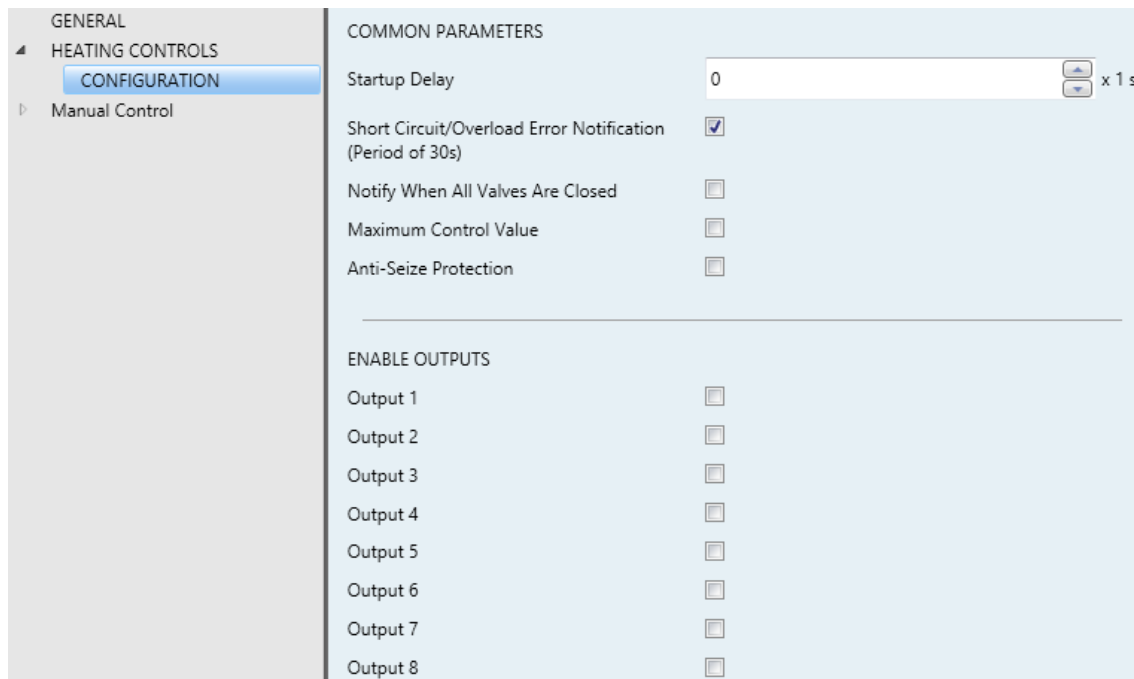 GENERAL
HEATING CONTROLS
CONFIGURATION
Manual Control
COMMON PARAMETERS
Startup Delay
0
x 1 s
Short Circuit/Overload Error Notification
(Period of 30s)
Notify When All Valves Are Closed
Maximum Control Value
Anti-Seize Protection
ENABLE OUTPUTS
Output 1
Output 2
Output 3
Output 4
Output 5
Output 6
Output 7
Output 8